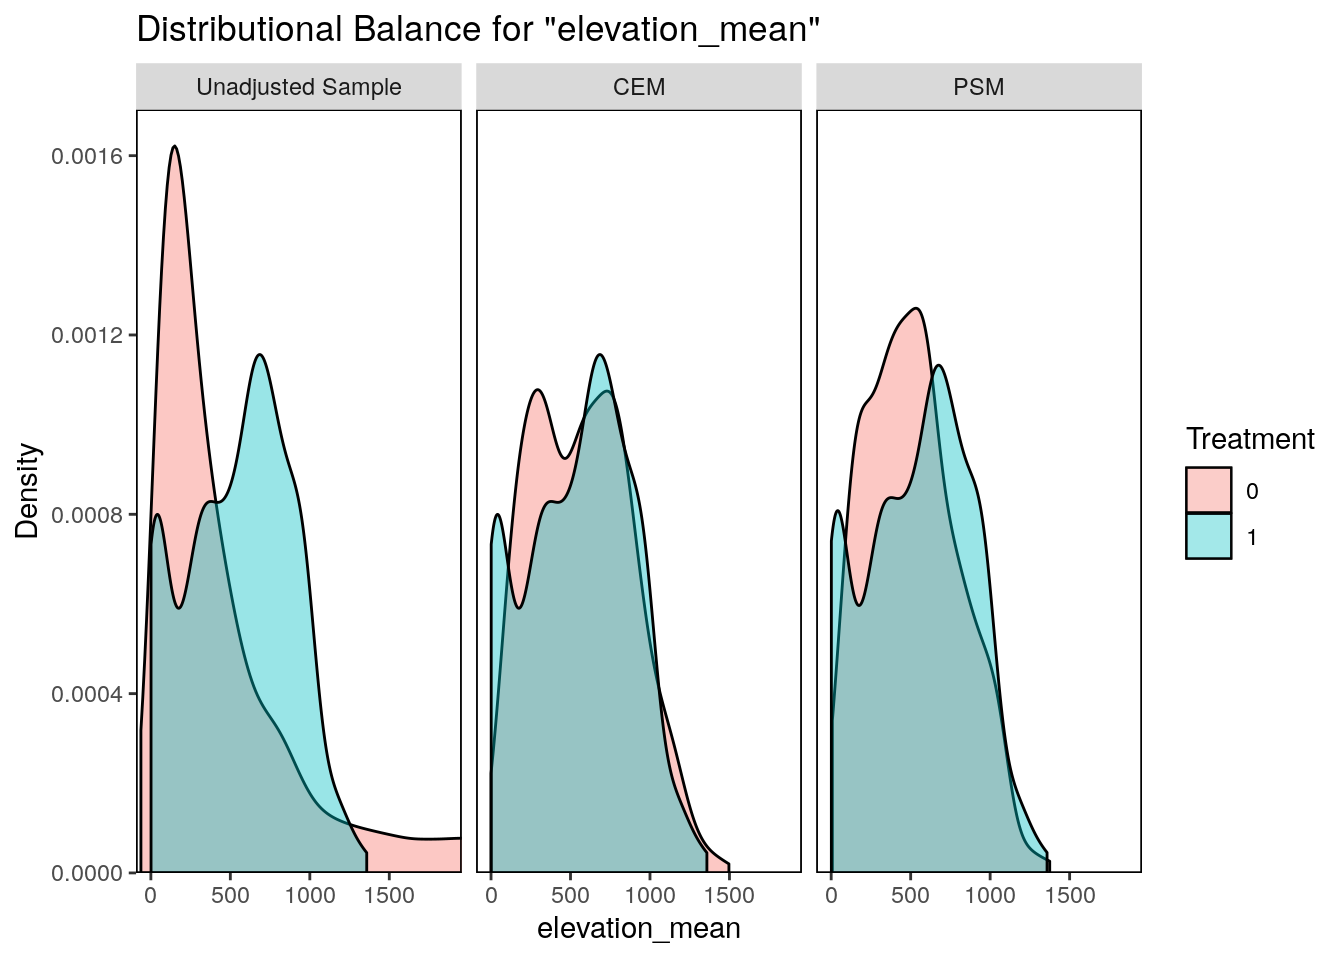 Distributional Balance for "elevation_mean"
Unadjusted Sample
CEM
PSM
Density
0.0016
0.0012
0.0008
0.0004
0.0000
0 500 1000 1500
0 500 1000 1500
0 500 1000 1500
elevation_mean
Treatment
0
1